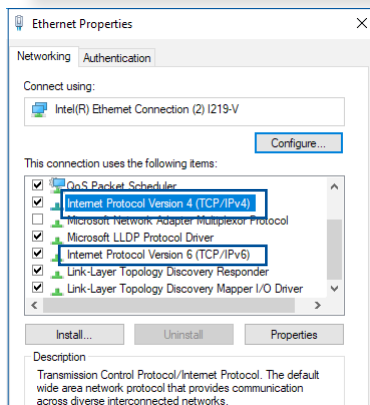 Ethernet Properties
Networking Authentication
Connect using:
Intel(R) Ethernet Connection (2) I219-V
Configure...
This connection uses the following items:
QoS Packet Scheduler
Internet Protocol Version 4 (TCP/IPv4)
Microsoft Network Adapter Multiplexor Protocol
Microsoft LLDP Protocol Driver
Internet Protocol Version 6 (TCP/IPv6)
Link-Layer Topology Discovery Responder
Link-Layer Topology Discovery Mapper I/O Driver
Install... Uninstall Properties
Description
Transmission Control Protocol/Internet Protocol. The default
wide area network protocol that provides communication
across diverse interconnected networks.